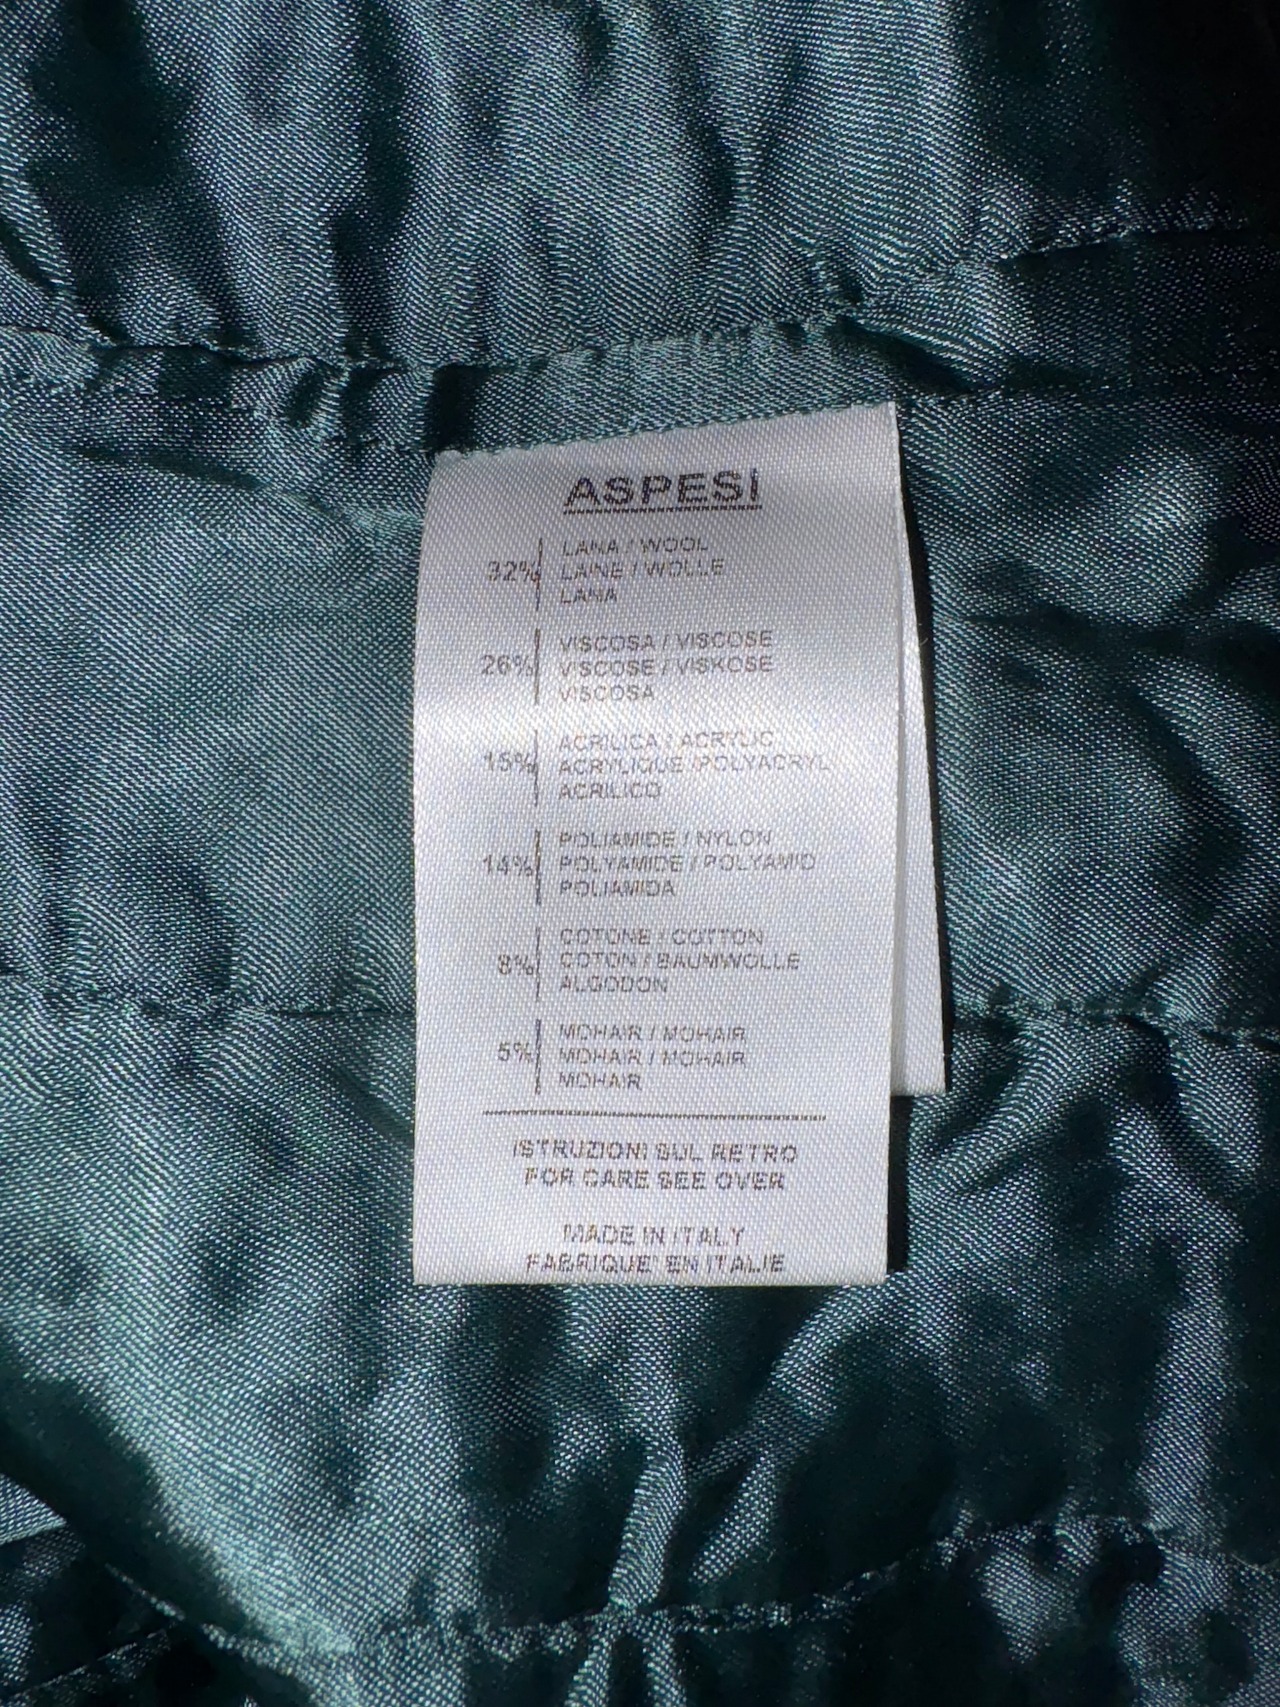 ASPESI
32% LANA / WOOL
LAINE / WOLLE
LANA
26% VISCOSA / VISCOSE
VISCOSE / VISKOSE
VISCOSA
15% ACRILICA / ACRYLIC
ACRYLIQUE /POLYACRYL
ACRILICO
14% POLIAMIDE / NYLON
POLYAMIDE / POLYAMID
POLIAMIDA
8% COTONE / COTTON
COTON / BAUMWOLLE
ALGODON
5% MOHAIR / MOHAIR
MOHAIR / MOHAIR
MOHAIR
ISTRUZIONI SUL RETRO
FOR CARE SEE OVER
MADE IN ITALY
FABRIQUE' EN ITALIE